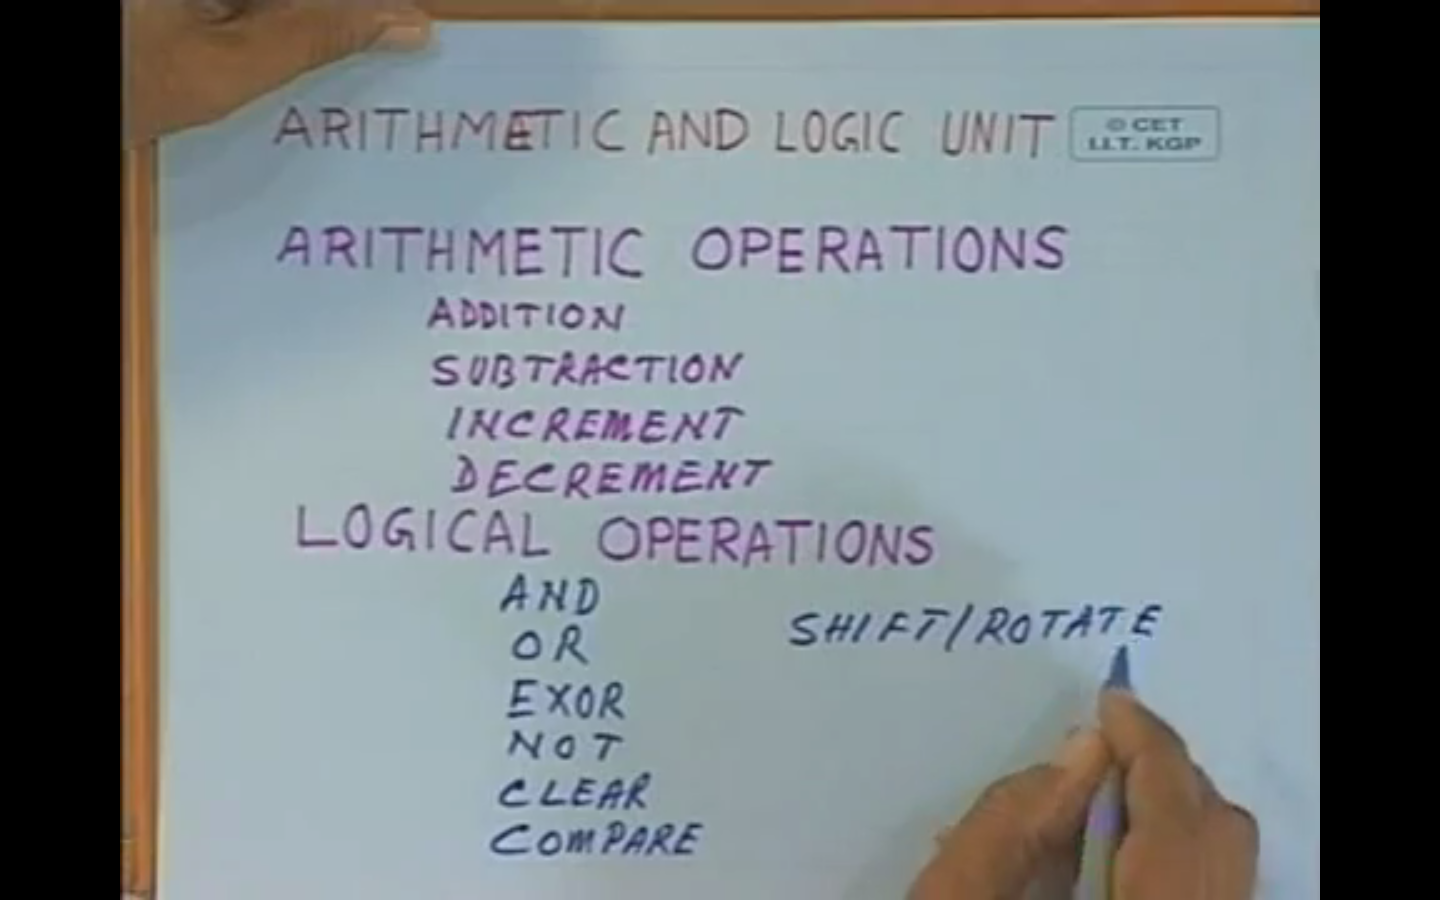 ARITHMETIC AND LOGIC UNIT
© CET
I.I.T. KGP
ARITHMETIC OPERATIONS
ADDITION
SUBTRACTION
INCREMENT
DECREMENT
LOGICAL OPERATIONS
AND
OR
EXOR
NOT
CLEAR
COMPARE
SHIFT/ROTATE